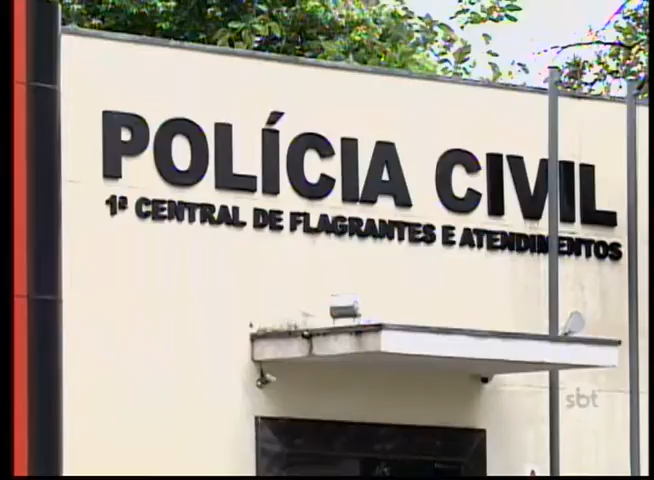 POLÍCIA CIVIL
1ª CENTRAL DE FLAGRANTES E ATENDIMENTOS
sbt